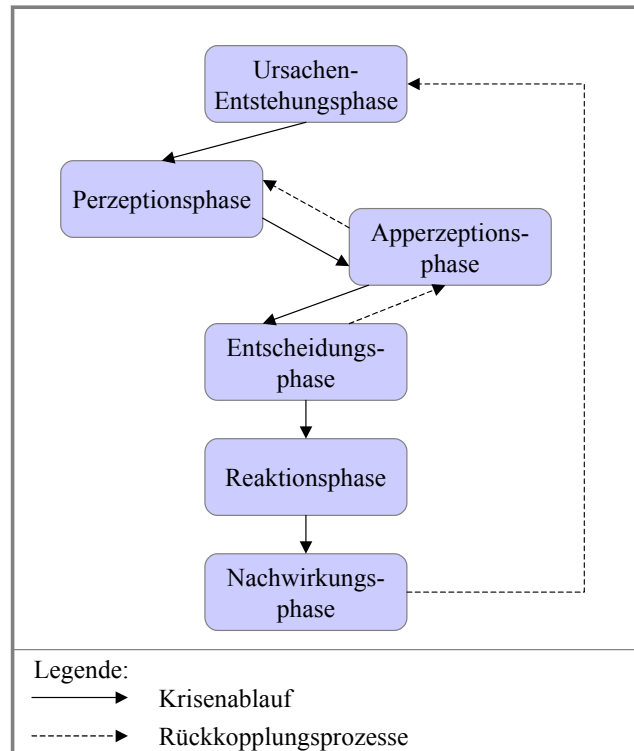 Ursachen-
Entstehungsphase
Perzeptionsphase
Apperzeptions-
phase
Entscheidungs-
phase
Reaktionsphase
Nachwirkungs-
phase
Legende:
Krisenablauf
Rückkopplungsprozesse